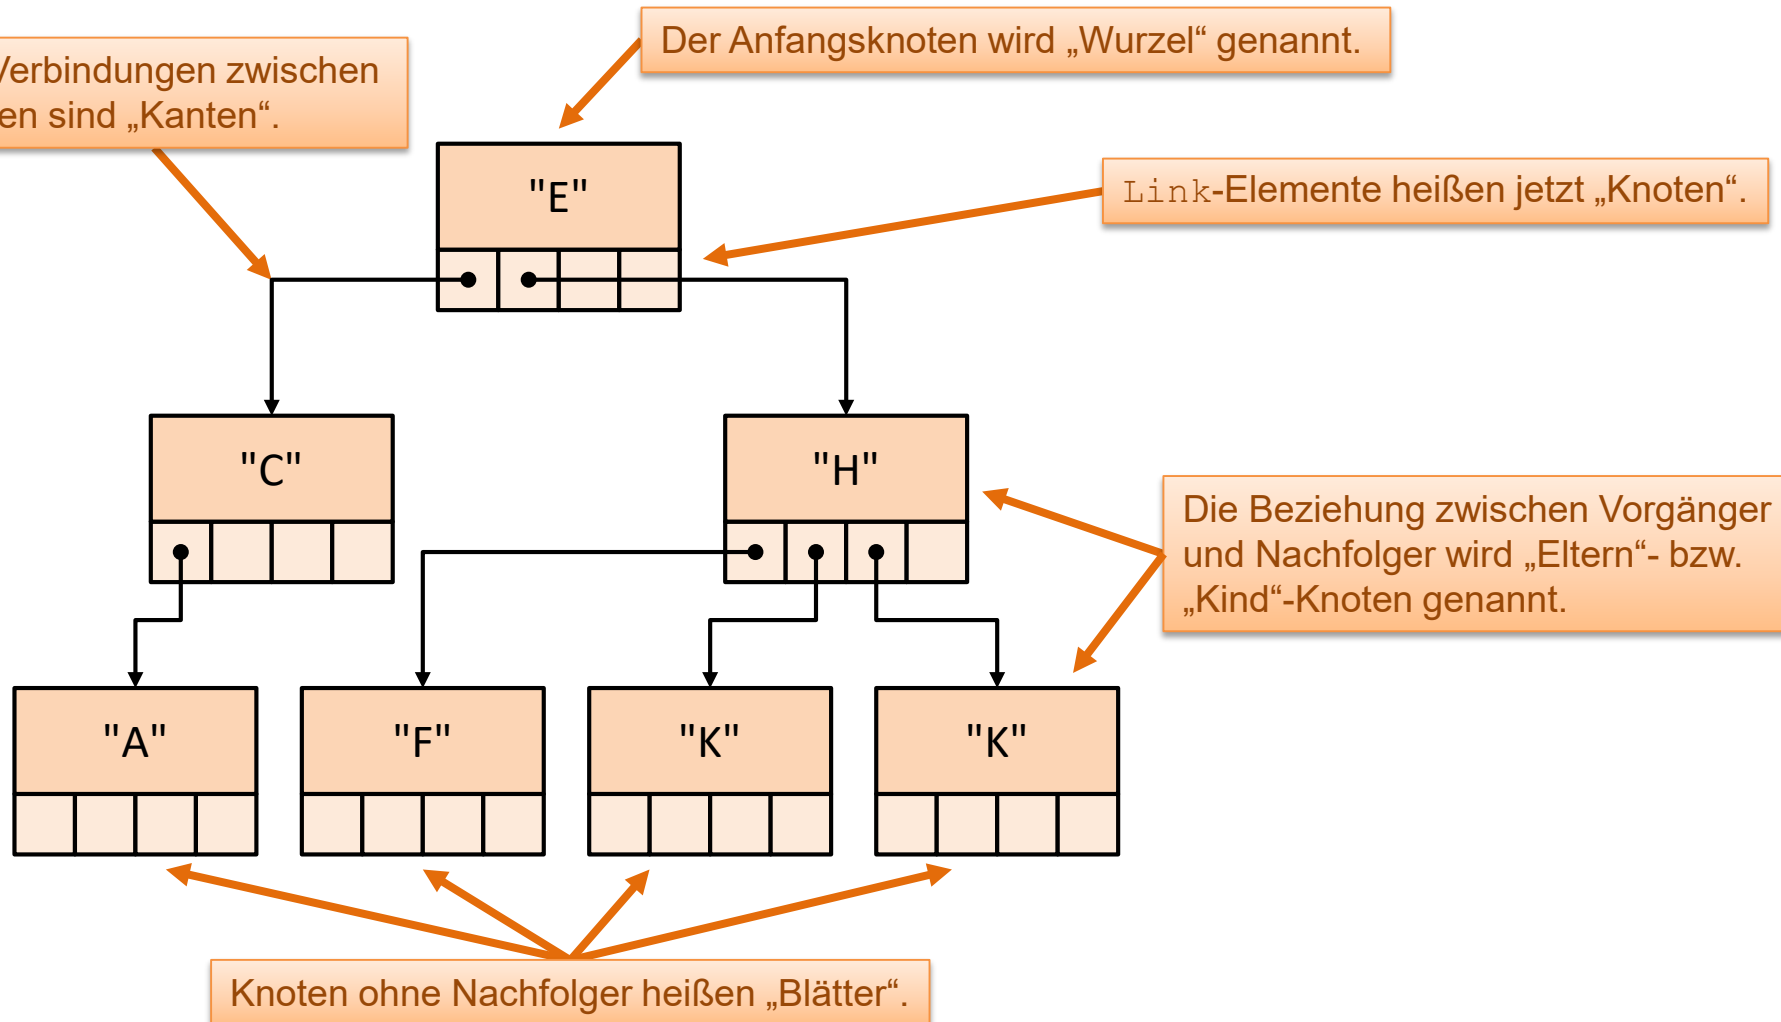 Der Anfangsknoten wird „Wurzel“ genannt.
Verbindungen zwischen
sind „Kanten“.
"E"
Link-Elemente heißen jetzt „Knoten“.
"C"
"H"
Die Beziehung zwischen Vorgänger
und Nachfolger wird „Eltern“- bzw.
„Kind“-Knoten genannt.
"A"
"F"
"K"
"K"
Knoten ohne Nachfolger heißen „Blätter“.